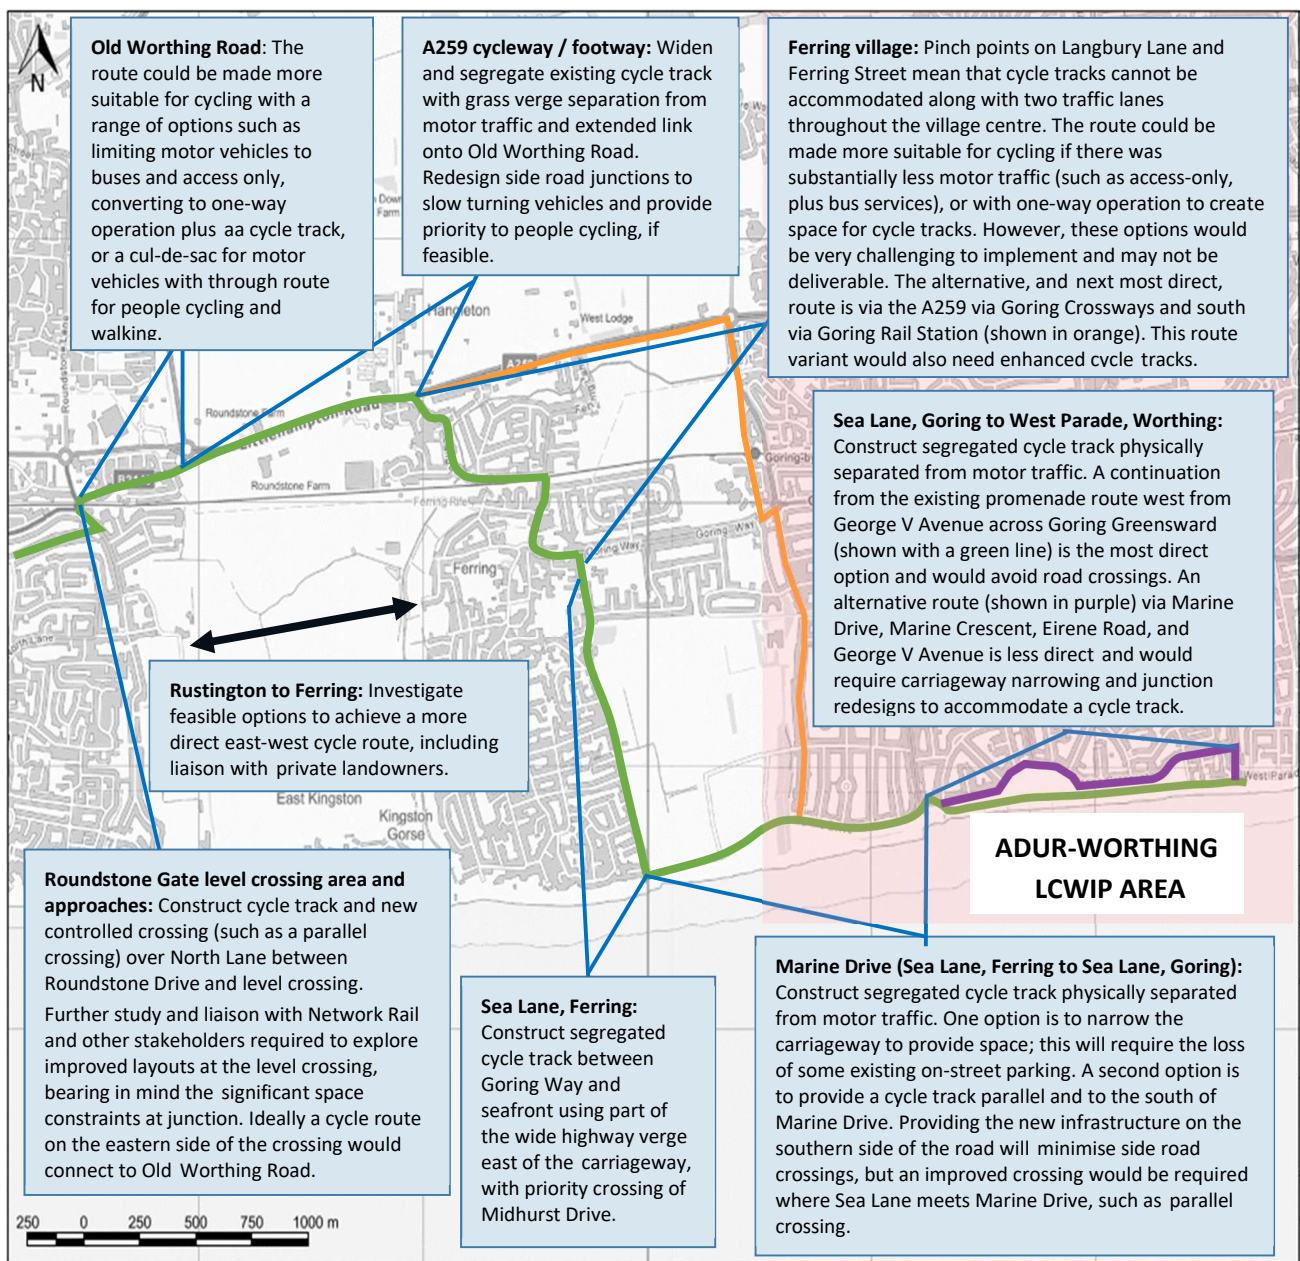 Old Worthing Road: The
route could be made more
suitable for cycling with a
range of options such as
limiting motor vehicles to
buses and access only,
converting to one-way
operation plus aa cycle track,
or a cul-de-sac for motor
vehicles with through route
for people cycling and
walking.
A259 cycleway / footway: Widen
and segregate existing cycle track
with grass verge separation from
motor traffic and extended link
onto Old Worthing Road.
Redesign side road junctions to
slow turning vehicles and provide
priority to people cycling, if
feasible.
Ferring village: Pinch points on Langbury Lane and
Ferring Street mean that cycle tracks cannot be
accommodated along with two traffic lanes
throughout the village centre. The route could be
made more suitable for cycling if there was
substantially less motor traffic (such as access-only,
plus bus services), or with one-way operation to create
space for cycle tracks. However, these options would
be very challenging to implement and may not be
deliverable. The alternative, and next most direct,
route is via the A259 via Goring Crossways and south
via Goring Rail Station (shown in orange). This route
variant would also need enhanced cycle tracks.
N
Down
Farm
Hangleton
West Lodge
Roundstone Farm
Littlehampton Road
Roundstone Farm
Ferring Rife
Goring-by
Goring Way
Goring Way
Ferring
North Lane
Sea Lane, Goring to West Parade, Worthing:
Construct segregated cycle track physically
separated from motor traffic. A continuation
from the existing promenade route west from
George V Avenue across Goring Greensward
(shown with a green line) is the most direct
option and would avoid road crossings. An
alternative route (shown in purple) via Marine
Drive, Marine Crescent, Eirene Road, and
George V Avenue is less direct and would
require carriageway narrowing and junction
redesigns to accommodate a cycle track.
Rustington to Ferring: Investigate
feasible options to achieve a more
direct east-west cycle route, including
liaison with private landowners.
East Kingston
Kingston
Gorse
West Parad
ADUR-WORTHING
LCWIP AREA
Roundstone Gate level crossing area and
approaches: Construct cycle track and new
controlled crossing (such as a parallel
crossing) over North Lane between
Roundstone Drive and level crossing.
Further study and liaison with Network Rail
and other stakeholders required to explore
improved layouts at the level crossing,
bearing in mind the significant space
constraints at junction. Ideally a cycle route
on the eastern side of the crossing would
connect to Old Worthing Road.
Sea Lane, Ferring:
Construct segregated
cycle track between
Goring Way and
seafront using part of
the wide highway verge
east of the carriageway,
with priority crossing of
Midhurst Drive.
Marine Drive (Sea Lane, Ferring to Sea Lane, Goring):
Construct segregated cycle track physically separated
from motor traffic. One option is to narrow the
carriageway to provide space; this will require the loss
of some existing on-street parking. A second option is
to provide a cycle track parallel and to the south of
Marine Drive. Providing the new infrastructure on the
southern side of the road will minimise side road
crossings, but an improved crossing would be required
where Sea Lane meets Marine Drive, such as parallel
crossing.
250 0 250 500 750 1000 m